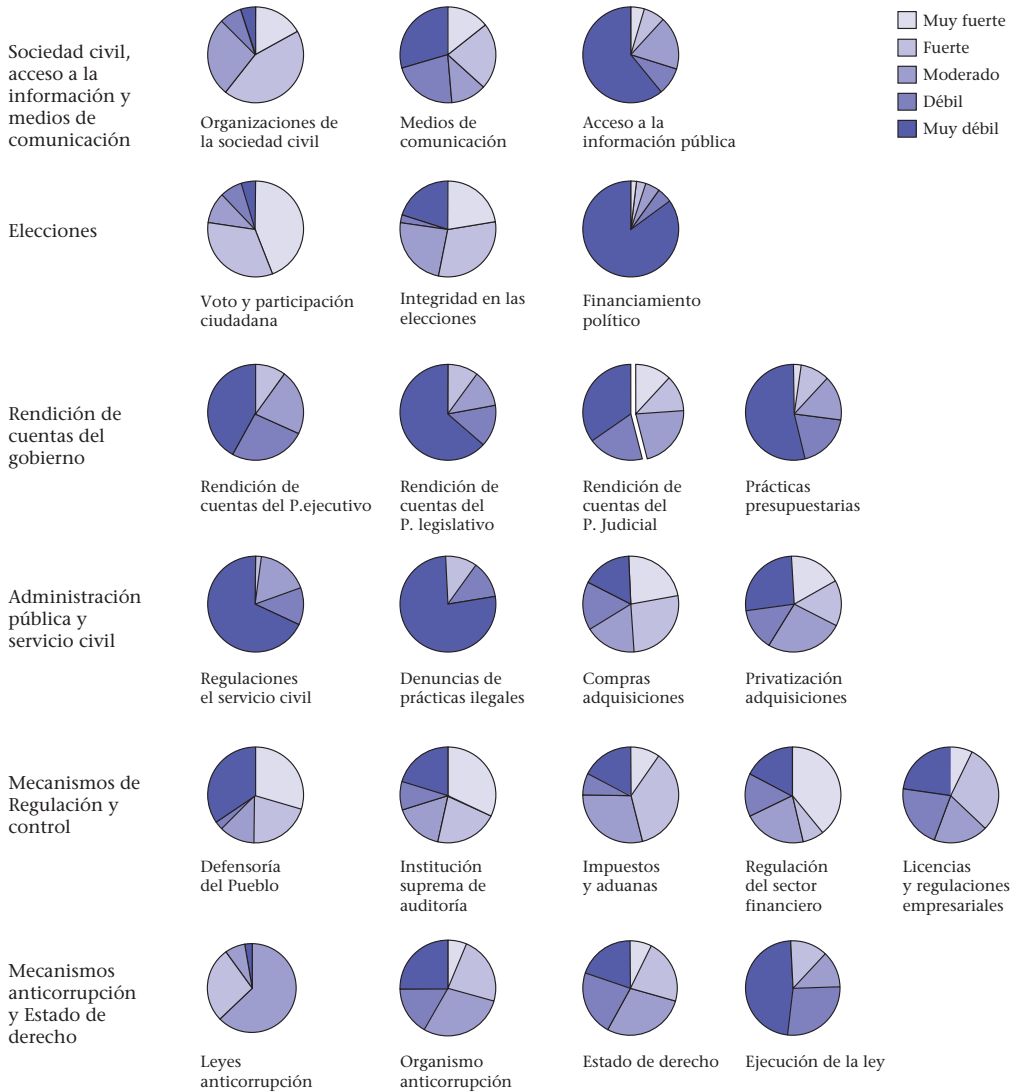 Muy fuerte
Fuerte
Moderado
Débil
Muy débil
Sociedad civil,
acceso a la
información y
medios de
comunicación
Organizaciones de
la sociedad civil
Medios de
comunicación
Acceso a la
información pública
Elecciones
Voto y participación
ciudadana
Integridad en las
elecciones
Financiamiento
político
Rendición de
cuentas del
gobierno
Rendición de
cuentas del P.ejecutivo
Rendición de
cuentas del
P. legislativo
Rendición de
cuentas del
P. Judicial
Prácticas
presupuestarias
Administración
pública y
servicio civil
Regulaciones
el servicio civil
Denuncias de
prácticas ilegales
Compras
adquisiciones
Privatización
adquisiciones
Mecanismos de
Regulación y
control
Defensoría
del Pueblo
Institución
suprema de
auditoría
Impuestos
y aduanas
Regulación
del sector
financiero
Licencias
y regulaciones
empresariales
Mecanismos
anticorrupción
y Estado de
derecho
Leyes
anticorrupción
Organismo
anticorrupción
Estado de derecho
Ejecución de la ley